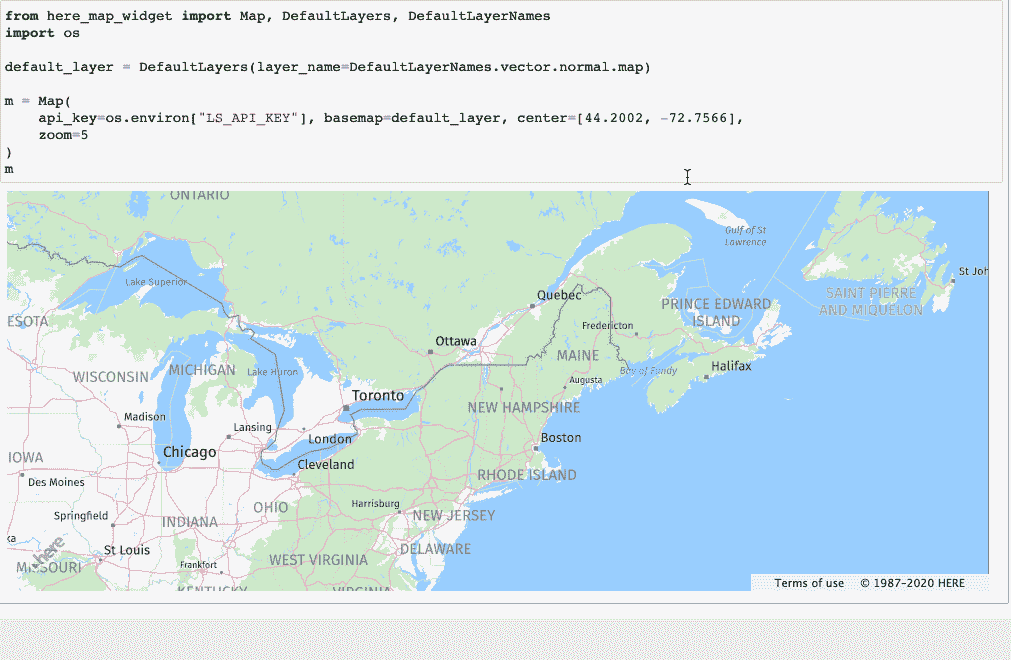 from here_map_widget import Map, DefaultLayers, DefaultLayerNames
import os
default_layer = DefaultLayers(layer_name=DefaultLayerNames.vector.normal.map)
m = Map(
    api_key=os.environ["LS_API_KEY"], basemap=default_layer, center=[44.2002, -72.7566],
    zoom=5
)
m
ONTARIO
Gulf of St
Lawrence
St Joh
Lake Superior
SAINT PIERRE
AND MIQUELON
Quebec
PRINCE EDWARD
ISLAND
ESOTA
Fredericton
Ottawa
MAINE
WISCONSIN
MICHIGAN
Lake Huron
Bay of Fundy
Halifax
Augusta
Toronto
NEW HAMPSHIRE
Madison
Lansing
London
Boston
Chicago
IOWA
Cleveland
RHODE ISLAND
Des Moines
Harrisburg
OHIO
Springfield
INDIANA
NEW JERSEY
ka
here
St Louis
DELAWARE
WEST VIRGINIA
MISSOURI
Frankfort
KENTUCKY
VIRGINIA
Terms of use © 1987-2020 HERE